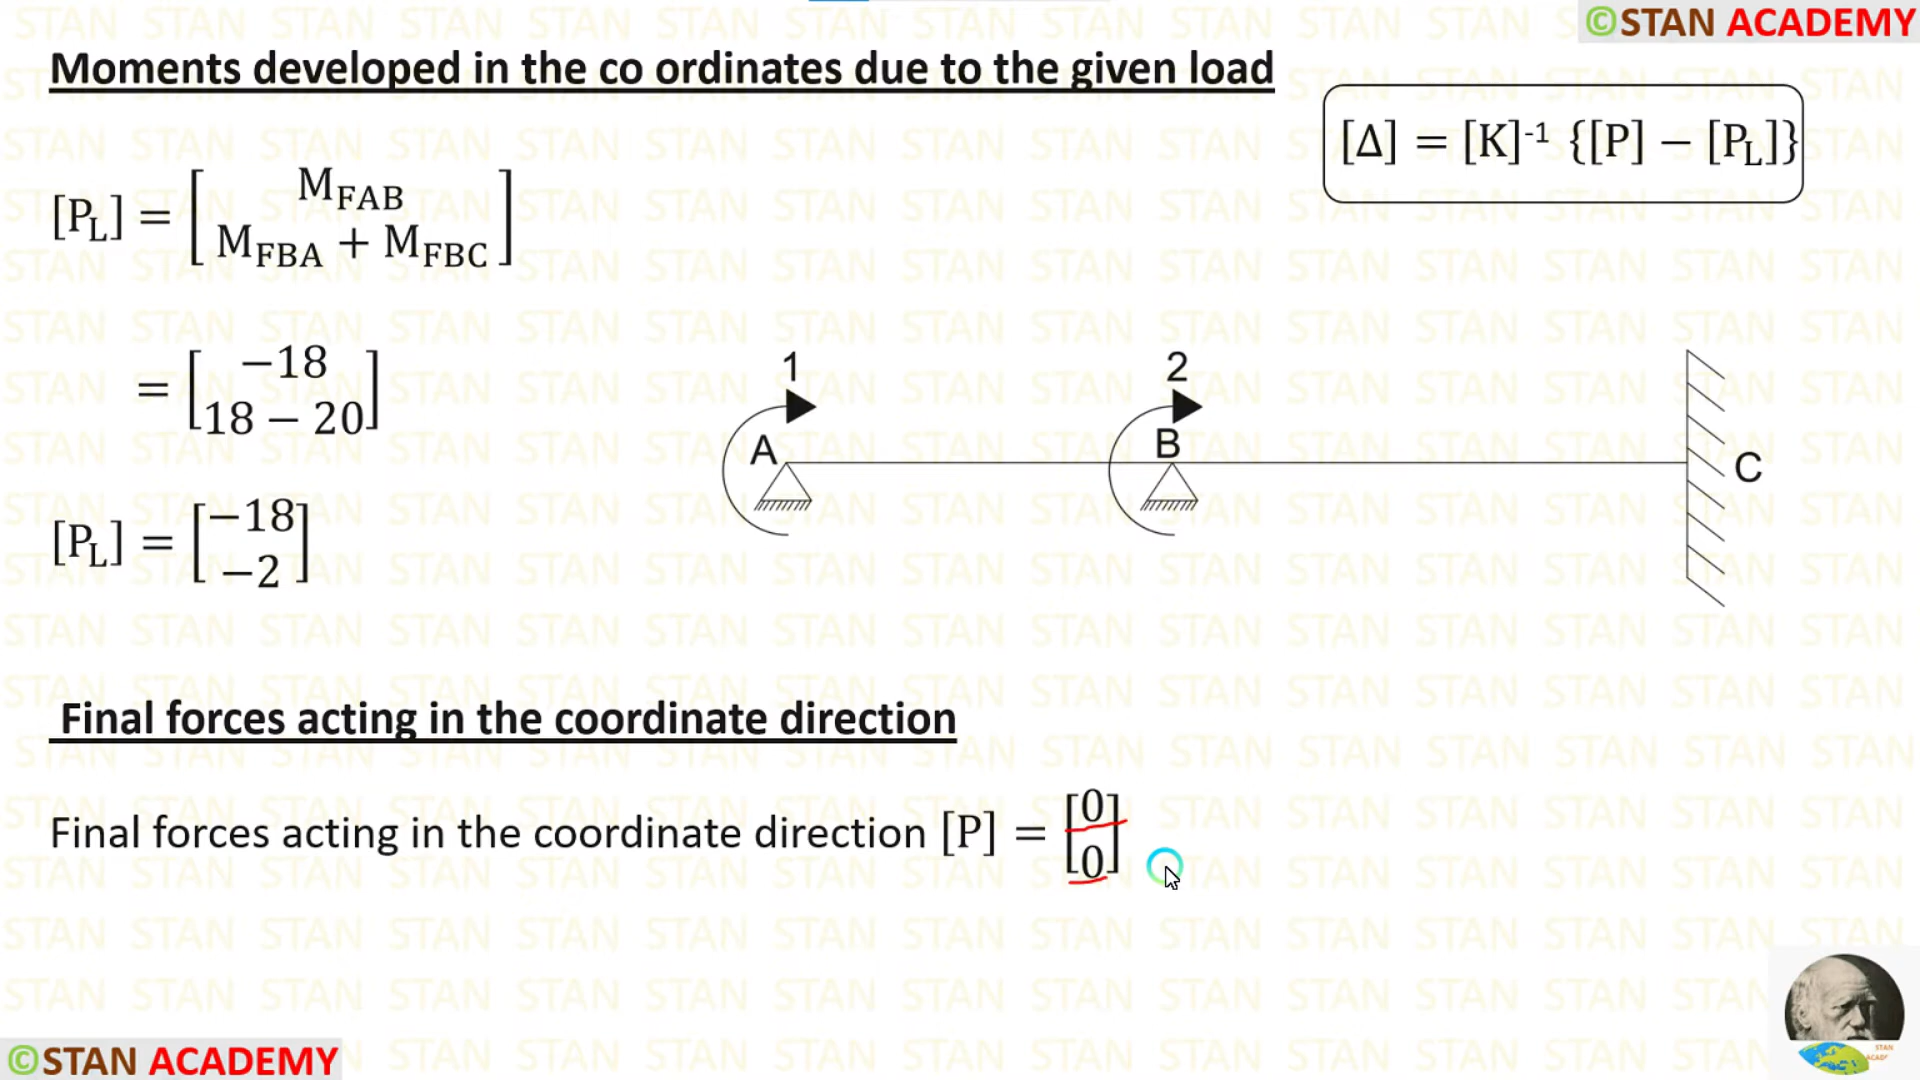 ©STAN ACADEMY
Moments developed in the co ordinates due to the given load
[Δ] = [K]⁻¹ {[P] − [P_L]}
[P_L] = [ M_FAB
M_FBA + M_FBC ]
= [ −18
18 − 20 ]
1 2
A B C
[P_L] = [ −18
−2 ]
Final forces acting in the coordinate direction
Final forces acting in the coordinate direction [P] = [ 0
0 ]
©STAN ACADEMY